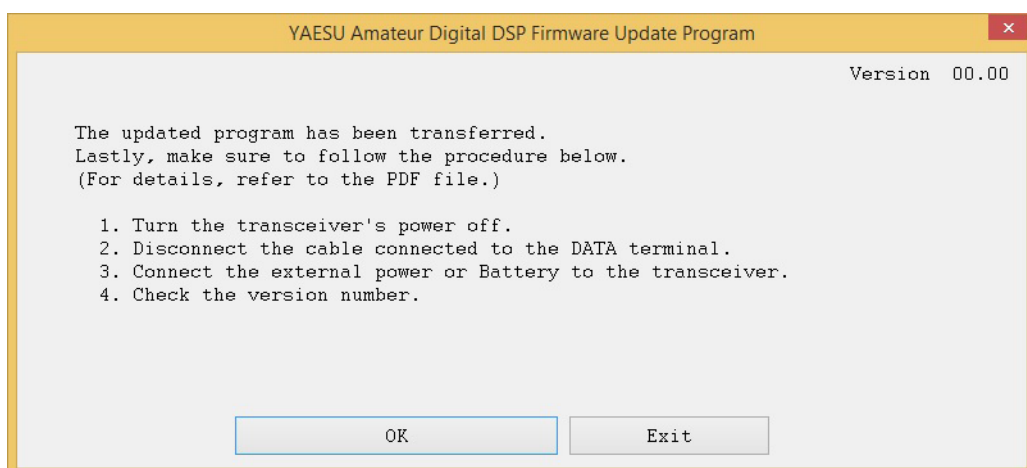 YAESU Amateur Digital DSP Firmware Update Program
Version 00.00
The updated program has been transferred.
Lastly, make sure to follow the procedure below.
(For details, refer to the PDF file.)
1. Turn the transceiver's power off.
2. Disconnect the cable connected to the DATA terminal.
3. Connect the external power or Battery to the transceiver.
4. Check the version number.
OK Exit